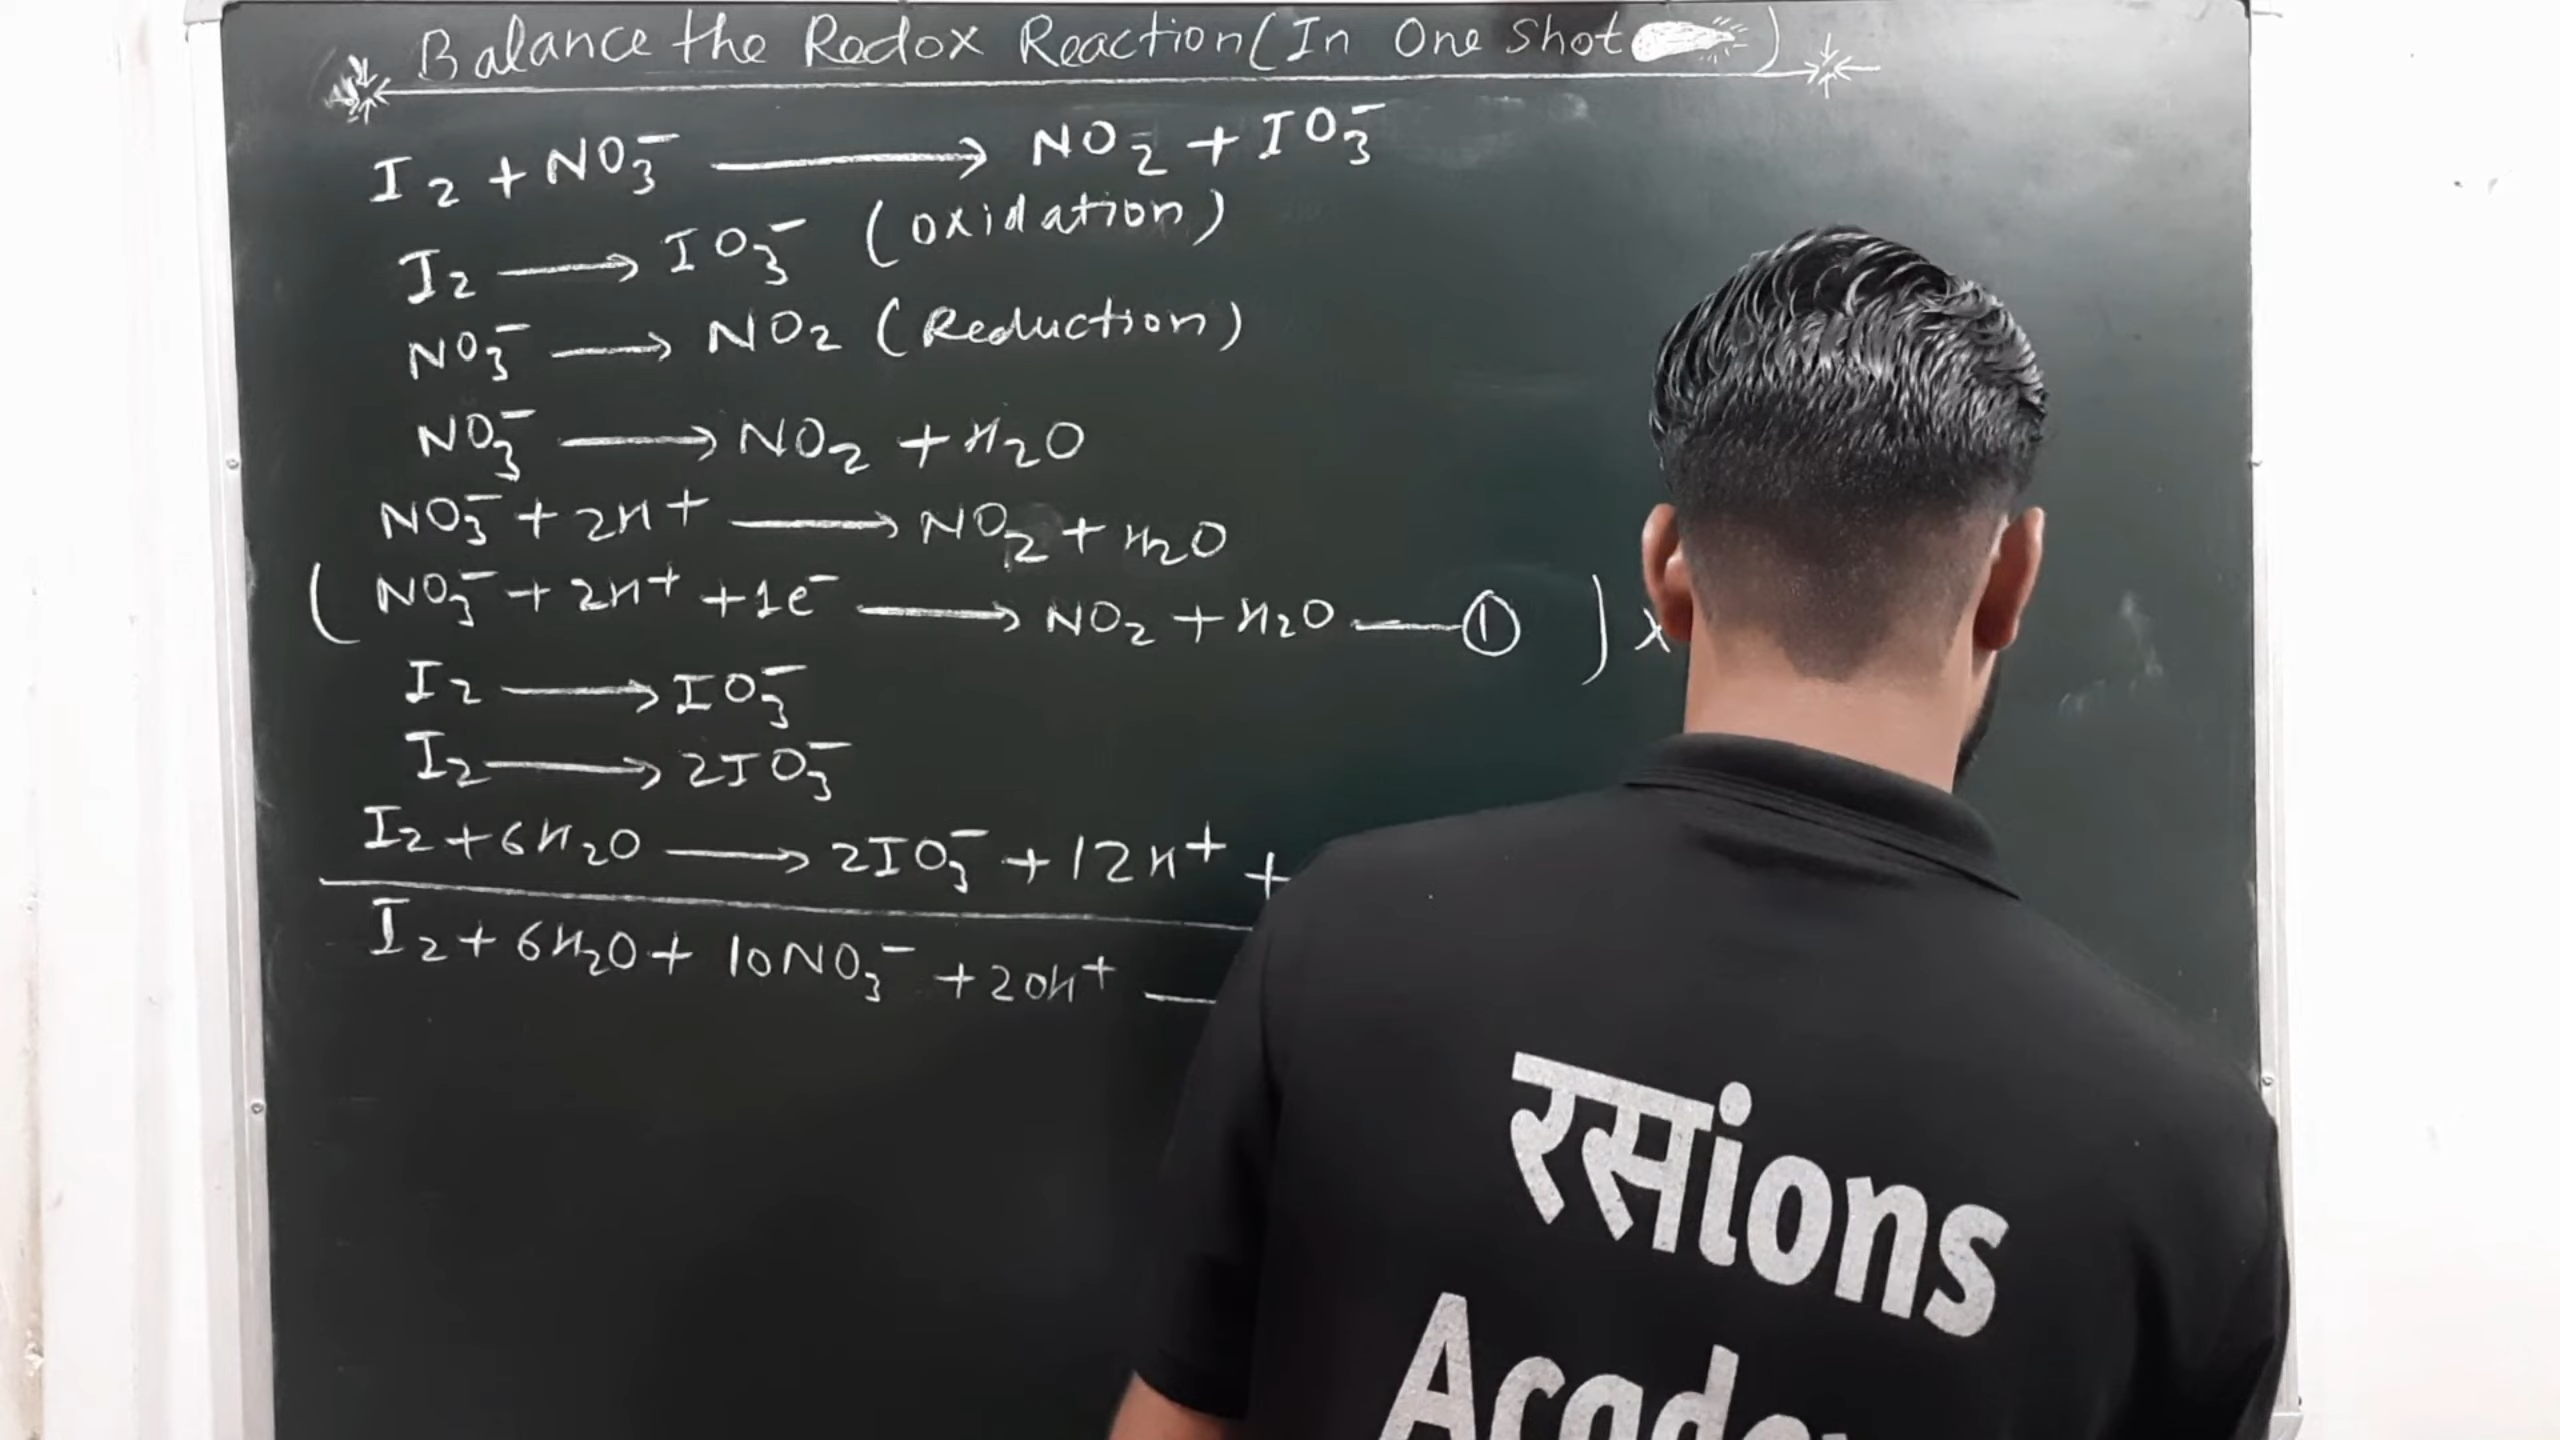 Balance the Redox Reaction (In One Shot)
I₂ + NO₃⁻ ⟶ NO₂ + IO₃⁻
I₂ ⟶ IO₃⁻ (Oxidation)
NO₃⁻ ⟶ NO₂ (Reduction)
NO₃⁻ ⟶ NO₂ + H₂O
NO₃⁻ + 2H⁺ ⟶ NO₂ + H₂O
( NO₃⁻ + 2H⁺ + 1e⁻ ⟶ NO₂ + H₂O — ① ) x
I₂ ⟶ IO₃⁻
I₂ ⟶ 2IO₃⁻
I₂ + 6H₂O ⟶ 2IO₃⁻ + 12H⁺ +
I₂ + 6H₂O + 10NO₃⁻ + 20H⁺ —
रसions
Acade